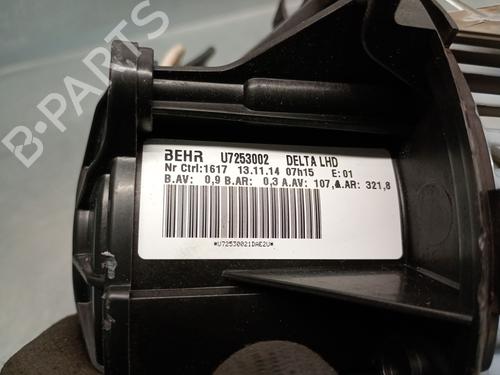 B-PARTS
BEHR U7253002 DELTA LHD
Nr Ctrl:1617 13.11.14 07h15 E:01
B.AV: 0,9 B.AR: 0,3 A.AV: 107,4 A.AR: 321,8
*U72530021DAE2U*